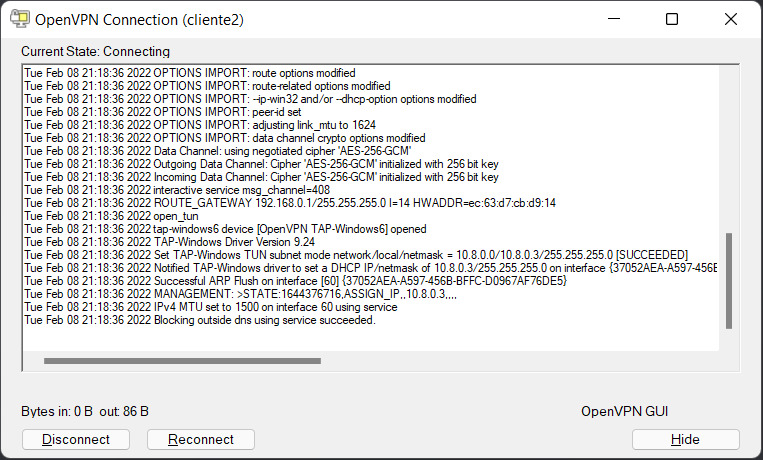 OpenVPN Connection (cliente2)
Current State: Connecting
Tue Feb 08 21:18:36 2022 OPTIONS IMPORT: route options modified
Tue Feb 08 21:18:36 2022 OPTIONS IMPORT: route-related options modified
Tue Feb 08 21:18:36 2022 OPTIONS IMPORT: --ip-win32 and/or --dhcp-option options modified
Tue Feb 08 21:18:36 2022 OPTIONS IMPORT: peer-id set
Tue Feb 08 21:18:36 2022 OPTIONS IMPORT: adjusting link_mtu to 1624
Tue Feb 08 21:18:36 2022 OPTIONS IMPORT: data channel crypto options modified
Tue Feb 08 21:18:36 2022 Data Channel: using negotiated cipher 'AES-256-GCM'
Tue Feb 08 21:18:36 2022 Outgoing Data Channel: Cipher 'AES-256-GCM' initialized with 256 bit key
Tue Feb 08 21:18:36 2022 Incoming Data Channel: Cipher 'AES-256-GCM' initialized with 256 bit key
Tue Feb 08 21:18:36 2022 interactive service msg_channel=408
Tue Feb 08 21:18:36 2022 ROUTE_GATEWAY 192.168.0.1/255.255.255.0 I=14 HWADDR=ec:63:d7:cb:d9:14
Tue Feb 08 21:18:36 2022 open_tun
Tue Feb 08 21:18:36 2022 tap-windows6 device [OpenVPN TAP-Windows6] opened
Tue Feb 08 21:18:36 2022 TAP-Windows Driver Version 9.24
Tue Feb 08 21:18:36 2022 Set TAP-Windows TUN subnet mode network/local/netmask = 10.8.0.0/10.8.0.3/255.255.255.0 [SUCCEEDED]
Tue Feb 08 21:18:36 2022 Notified TAP-Windows driver to set a DHCP IP/netmask of 10.8.0.3/255.255.255.0 on interface {37052AEA-A597-456B
Tue Feb 08 21:18:36 2022 Successful ARP Flush on interface [60] {37052AEA-A597-456B-BFFC-D0967AF76DE5}
Tue Feb 08 21:18:36 2022 MANAGEMENT: >STATE:1644376716,ASSIGN_IP,,10.8.0.3,,,,
Tue Feb 08 21:18:36 2022 IPv4 MTU set to 1500 on interface 60 using service
Tue Feb 08 21:18:36 2022 Blocking outside dns using service succeeded.
Bytes in: 0 B out: 86 B
OpenVPN GUI
Disconnect
Reconnect
Hide